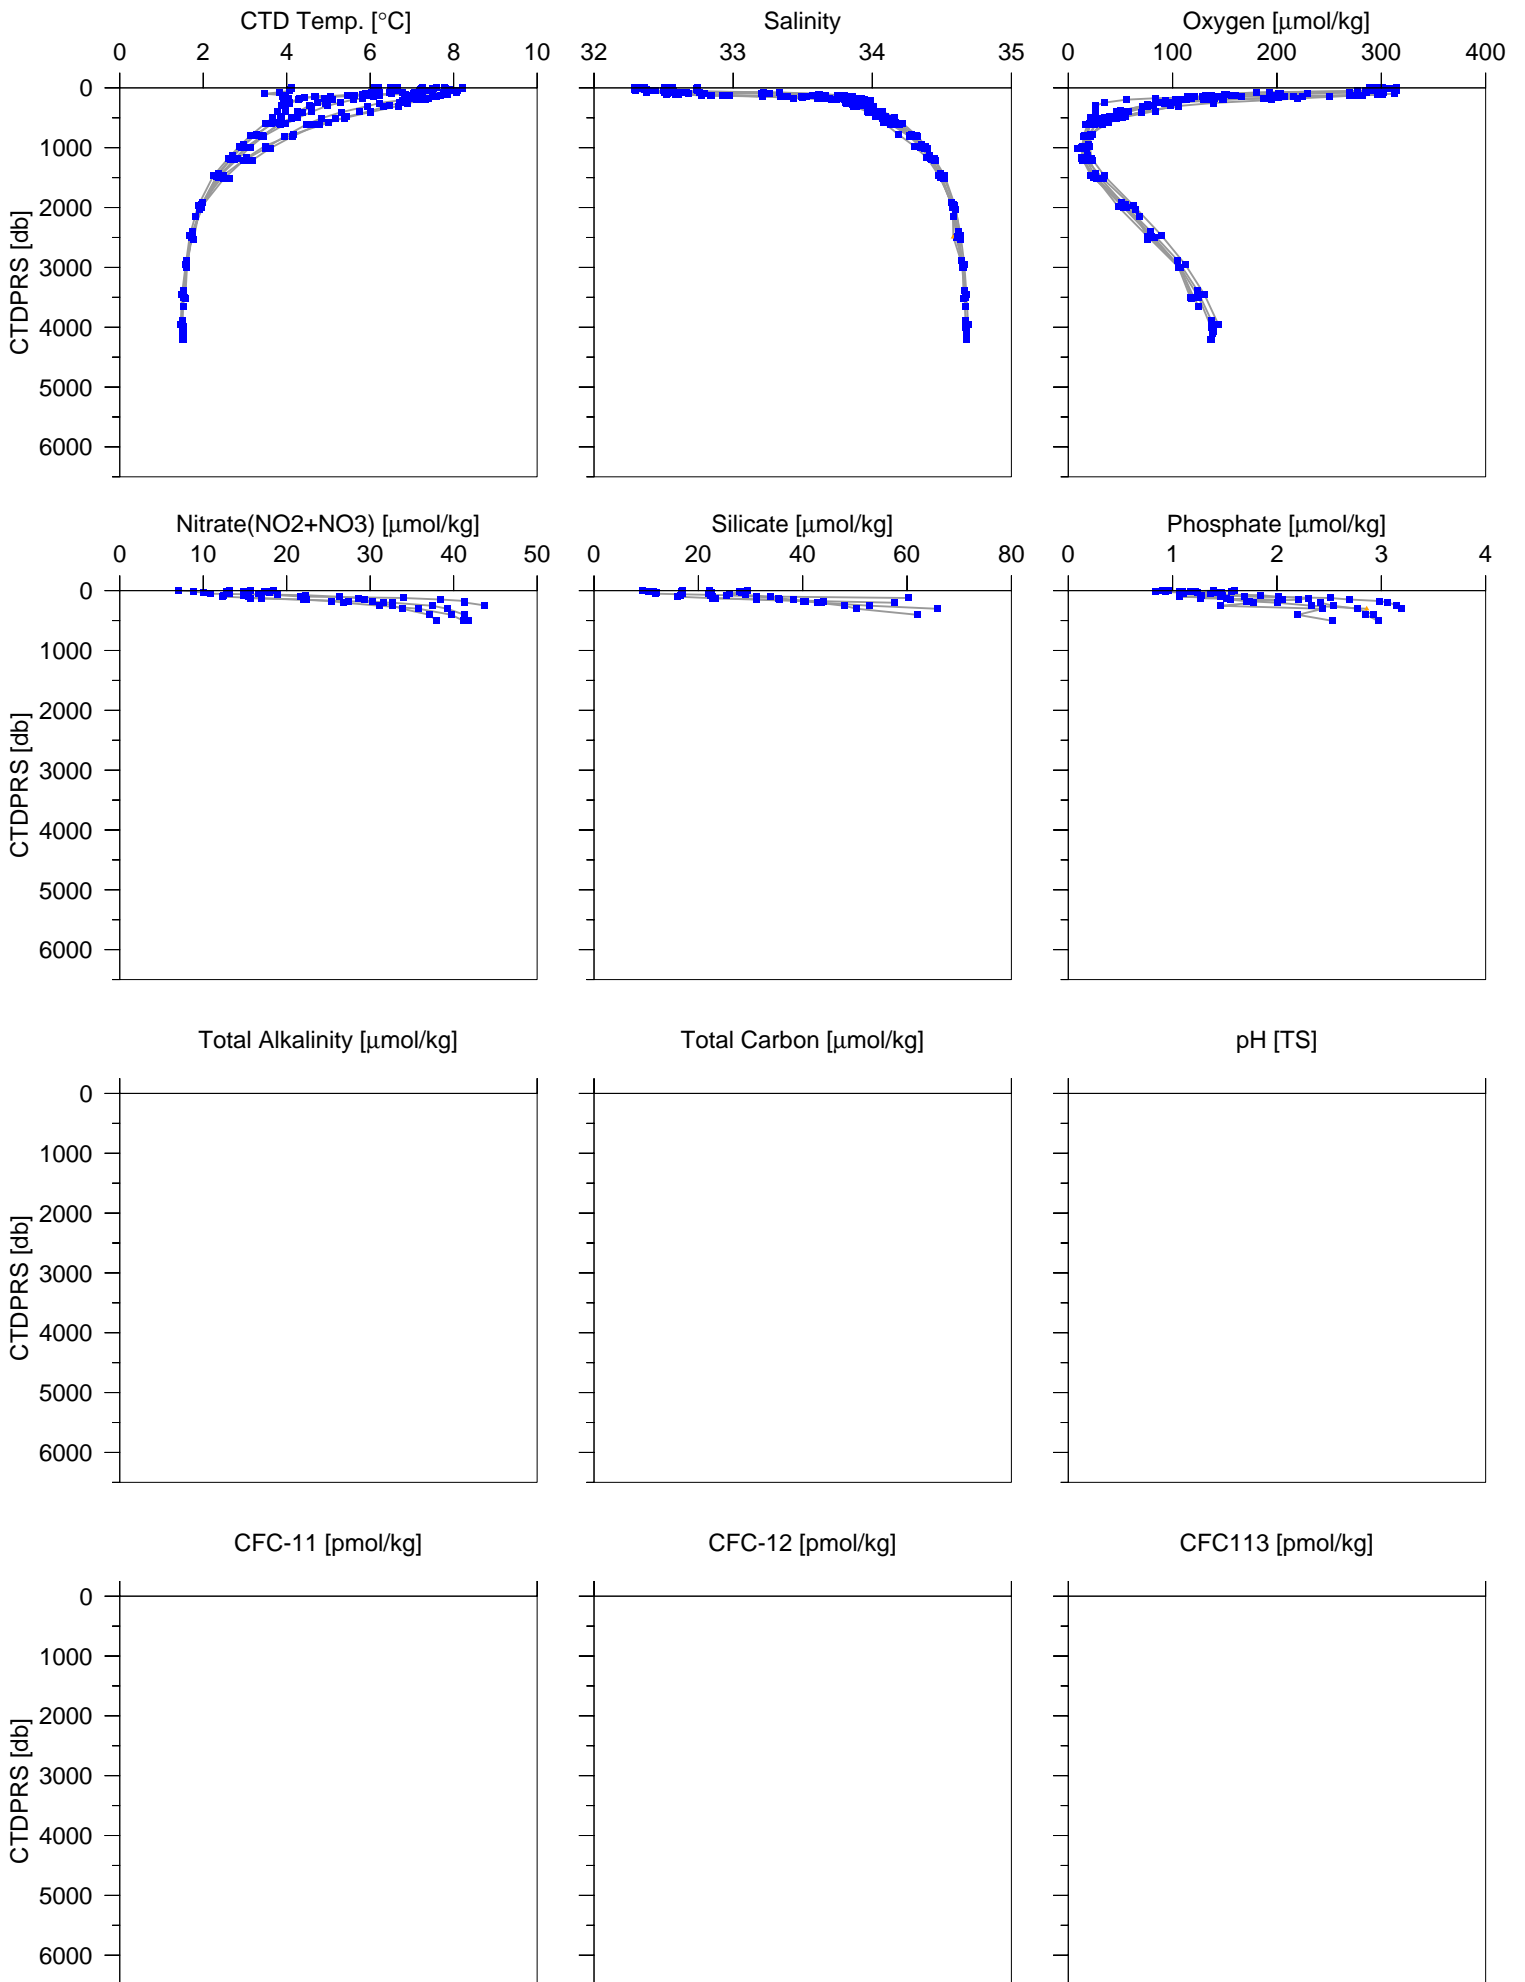 CTD Temp. [°C] Salinity Oxygen [μmol/kg]
0 2 4 6 8 10 32 33 34 35 0 100 200 300 400
0
1000
2000
3000
4000
5000
6000
CTDPRS [db]
Nitrate(NO2+NO3) [μmol/kg] Silicate [μmol/kg] Phosphate [μmol/kg]
0 10 20 30 40 50 0 20 40 60 80 0 1 2 3 4
0
1000
2000
3000
4000
5000
6000
CTDPRS [db]
Total Alkalinity [μmol/kg] Total Carbon [μmol/kg] pH [TS]
0
1000
2000
3000
4000
5000
6000
CTDPRS [db]
CFC-11 [pmol/kg] CFC-12 [pmol/kg] CFC113 [pmol/kg]
0
1000
2000
3000
4000
5000
6000
CTDPRS [db]